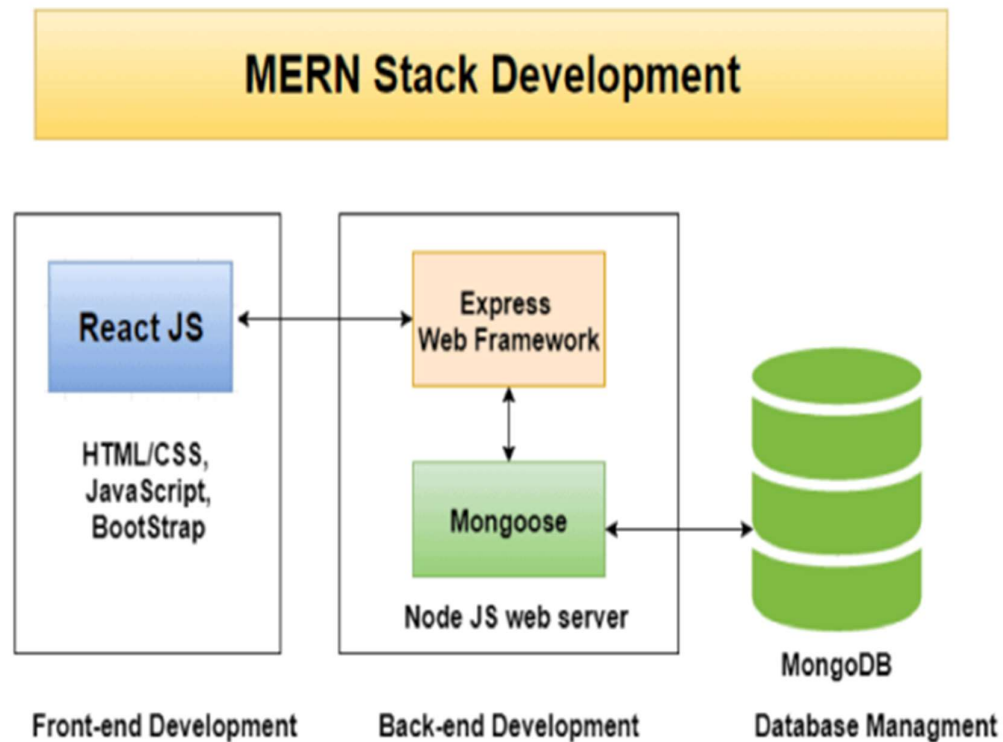 MERN Stack Development
React JS
HTML/CSS,
JavaScript,
BootStrap
Front-end Development
Express
Web Framework
Mongoose
Node JS web server
Back-end Development
MongoDB
Database Managment